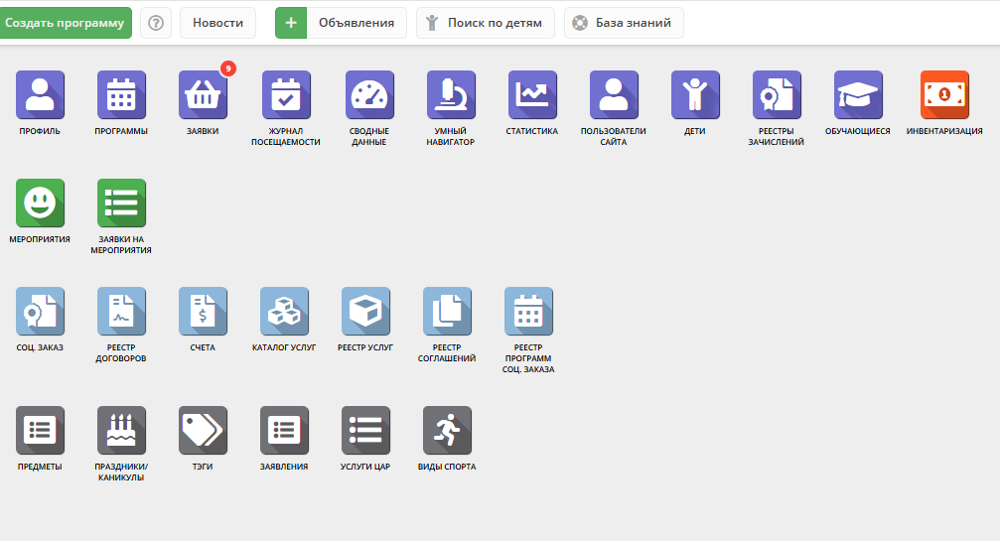 Создать программу
Новости
Объявления
Поиск по детям
База знаний
9
ПРОФИЛЬ
ПРОГРАММЫ
ЗАЯВКИ
ЖУРНАЛ
ПОСЕЩАЕМОСТИ
СВОДНЫЕ
ДАННЫЕ
УМНЫЙ
НАВИГАТОР
СТАТИСТИКА
ПОЛЬЗОВАТЕЛИ
САЙТА
ДЕТИ
РЕЕСТРЫ
ЗАЧИСЛЕНИЙ
ОБУЧАЮЩИЕСЯ
ИНВЕНТАРИЗАЦИЯ
МЕРОПРИЯТИЯ
ЗАЯВКИ НА
МЕРОПРИЯТИЯ
СОЦ. ЗАКАЗ
РЕЕСТР
ДОГОВОРОВ
СЧЕТА
КАТАЛОГ УСЛУГ
РЕЕСТР УСЛУГ
РЕЕСТР
СОГЛАШЕНИЙ
РЕЕСТР
ПРОГРАММ
СОЦ. ЗАКАЗА
ПРЕДМЕТЫ
ПРАЗДНИКИ/
КАНИКУЛЫ
ТЭГИ
ЗАЯВЛЕНИЯ
УСЛУГИ ЦАР
ВИДЫ СПОРТА